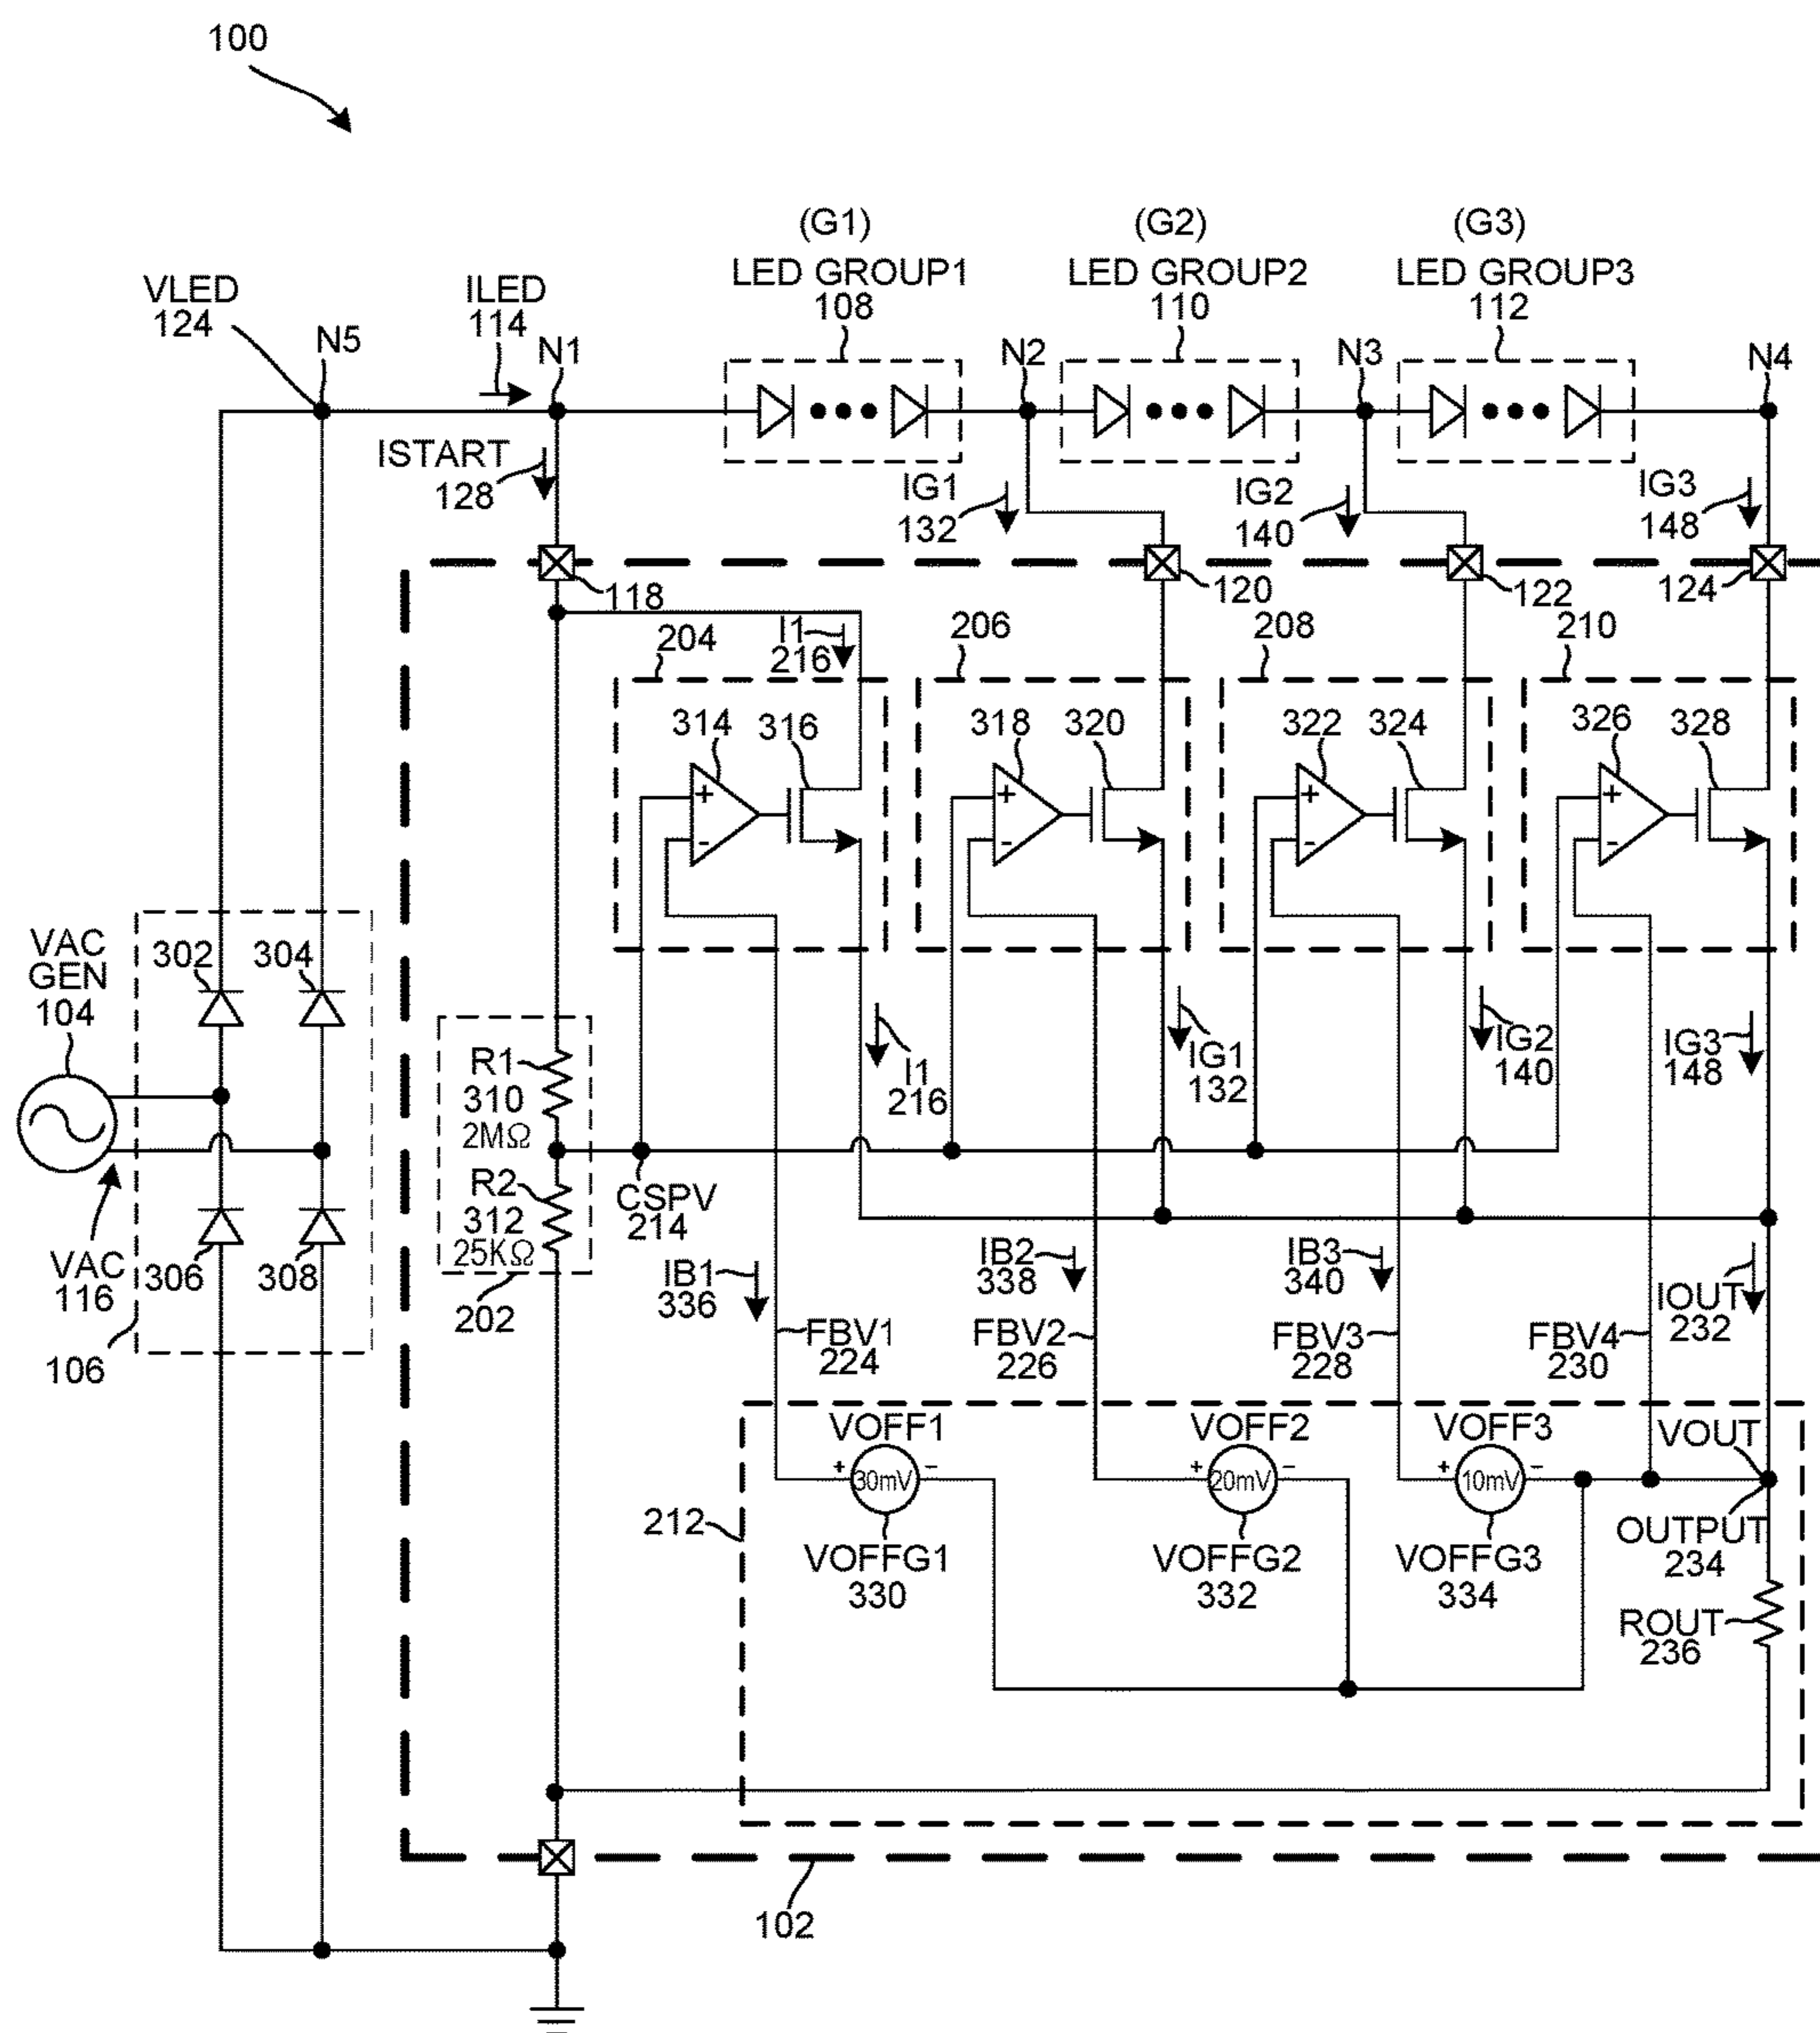 100
(G1)
(G2)
(G3)
LED GROUP1
LED GROUP2
LED GROUP3
108
110
112
VLED
124
N5
ILED
114
N1
N2
N3
N4
ISTART
128
IG1
132
IG2
140
IG3
148
118
120
122
124
204
I1
216
206
208
210
314
316
318
320
322
324
326
328
+
-
+
-
+
-
+
-
VAC
GEN
104
302
304
R1
310
2MΩ
I1
216
IG1
132
IG2
140
IG3
148
R2
312
25KΩ
CSPV
214
VAC
116
306
308
202
106
IB1
336
IB2
338
IB3
340
IOUT
232
FBV1
224
FBV2
226
FBV3
228
FBV4
230
VOFF1
VOFF2
VOFF3
VOUT
+ 30mV -
+ 20mV -
+ 10mV -
212
VOFFG1
330
VOFFG2
332
VOFFG3
334
OUTPUT
234
ROUT
236
102